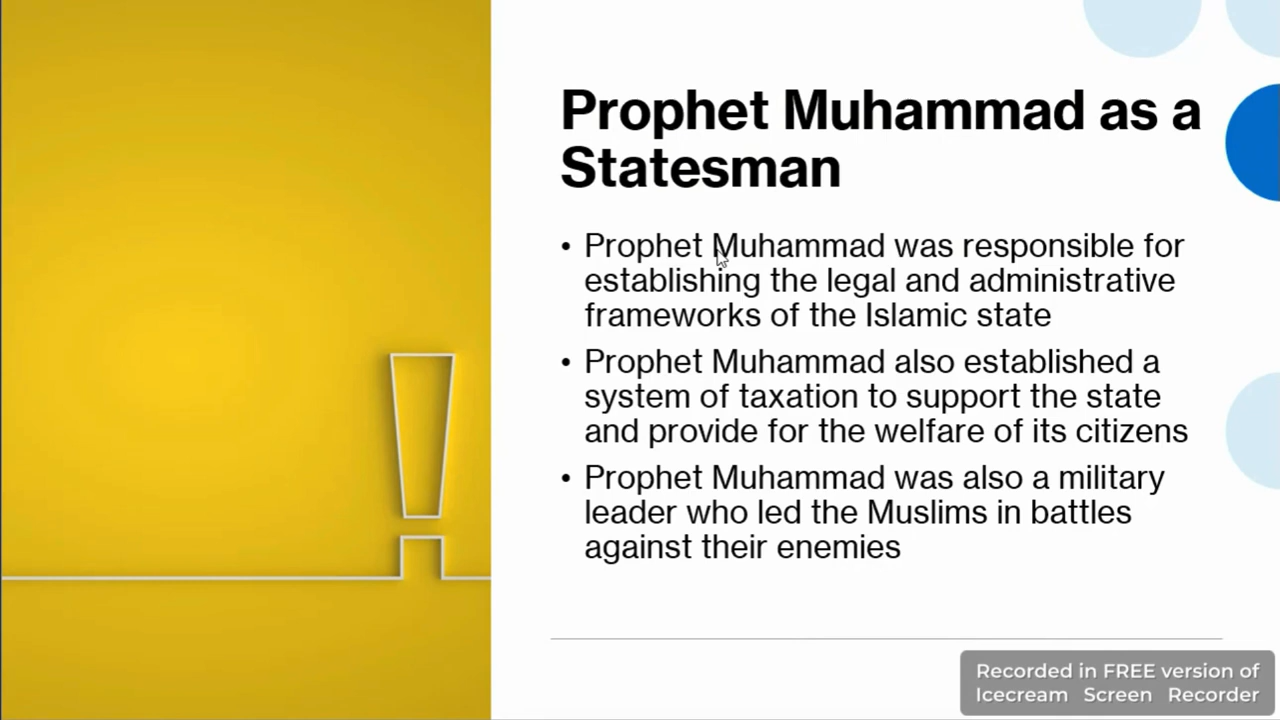 Prophet Muhammad as a
Statesman
• Prophet Muhammad was responsible for
establishing the legal and administrative
frameworks of the Islamic state
• Prophet Muhammad also established a
system of taxation to support the state
and provide for the welfare of its citizens
• Prophet Muhammad was also a military
leader who led the Muslims in battles
against their enemies
Recorded in FREE version of
Icecream Screen Recorder